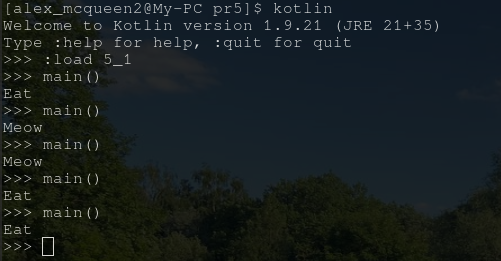 [alex_mcqueen2@My-PC pr5]$ kotlin
Welcome to Kotlin version 1.9.21 (JRE 21+35)
Type :help for help, :quit for quit
>>> :load 5_1
>>> main()
Eat
>>> main()
Meow
>>> main()
Meow
>>> main()
Eat
>>> main()
Eat
>>>